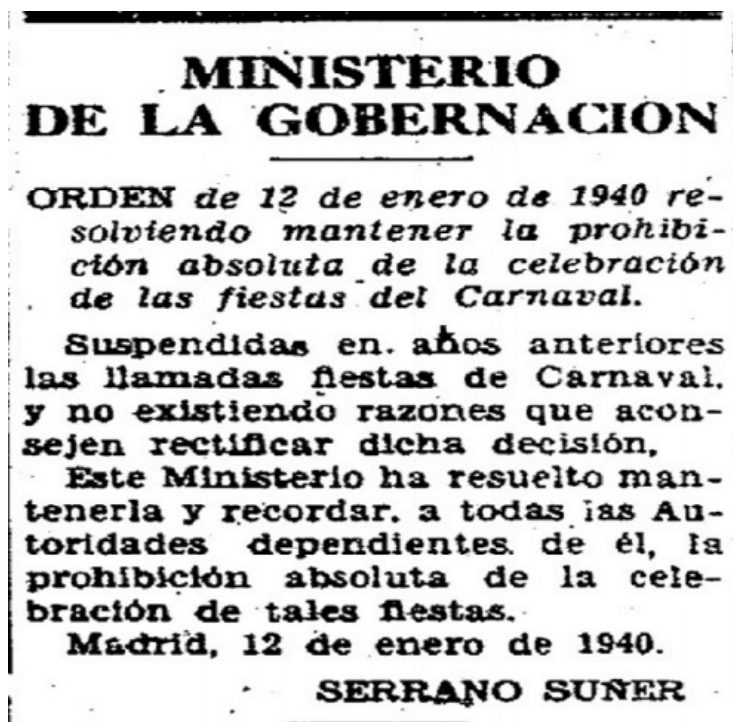 MINISTERIO
DE LA GOBERNACION
ORDEN de 12 de enero de 1940 re-
solviendo mantener la prohibi-
ción absoluta de la celebración
de las fiestas del Carnaval.
Suspendidas en años anteriores
las llamadas fiestas de Carnaval,
y no existiendo razones que acon-
sejen rectificar dicha decisión,
Este Ministerio ha resuelto man-
tenerla y recordar a todas las Au-
toridades dependientes de él, la
prohibición absoluta de la cele-
bración de tales fiestas.
Madrid, 12 de enero de 1940.
SERRANO SUÑER